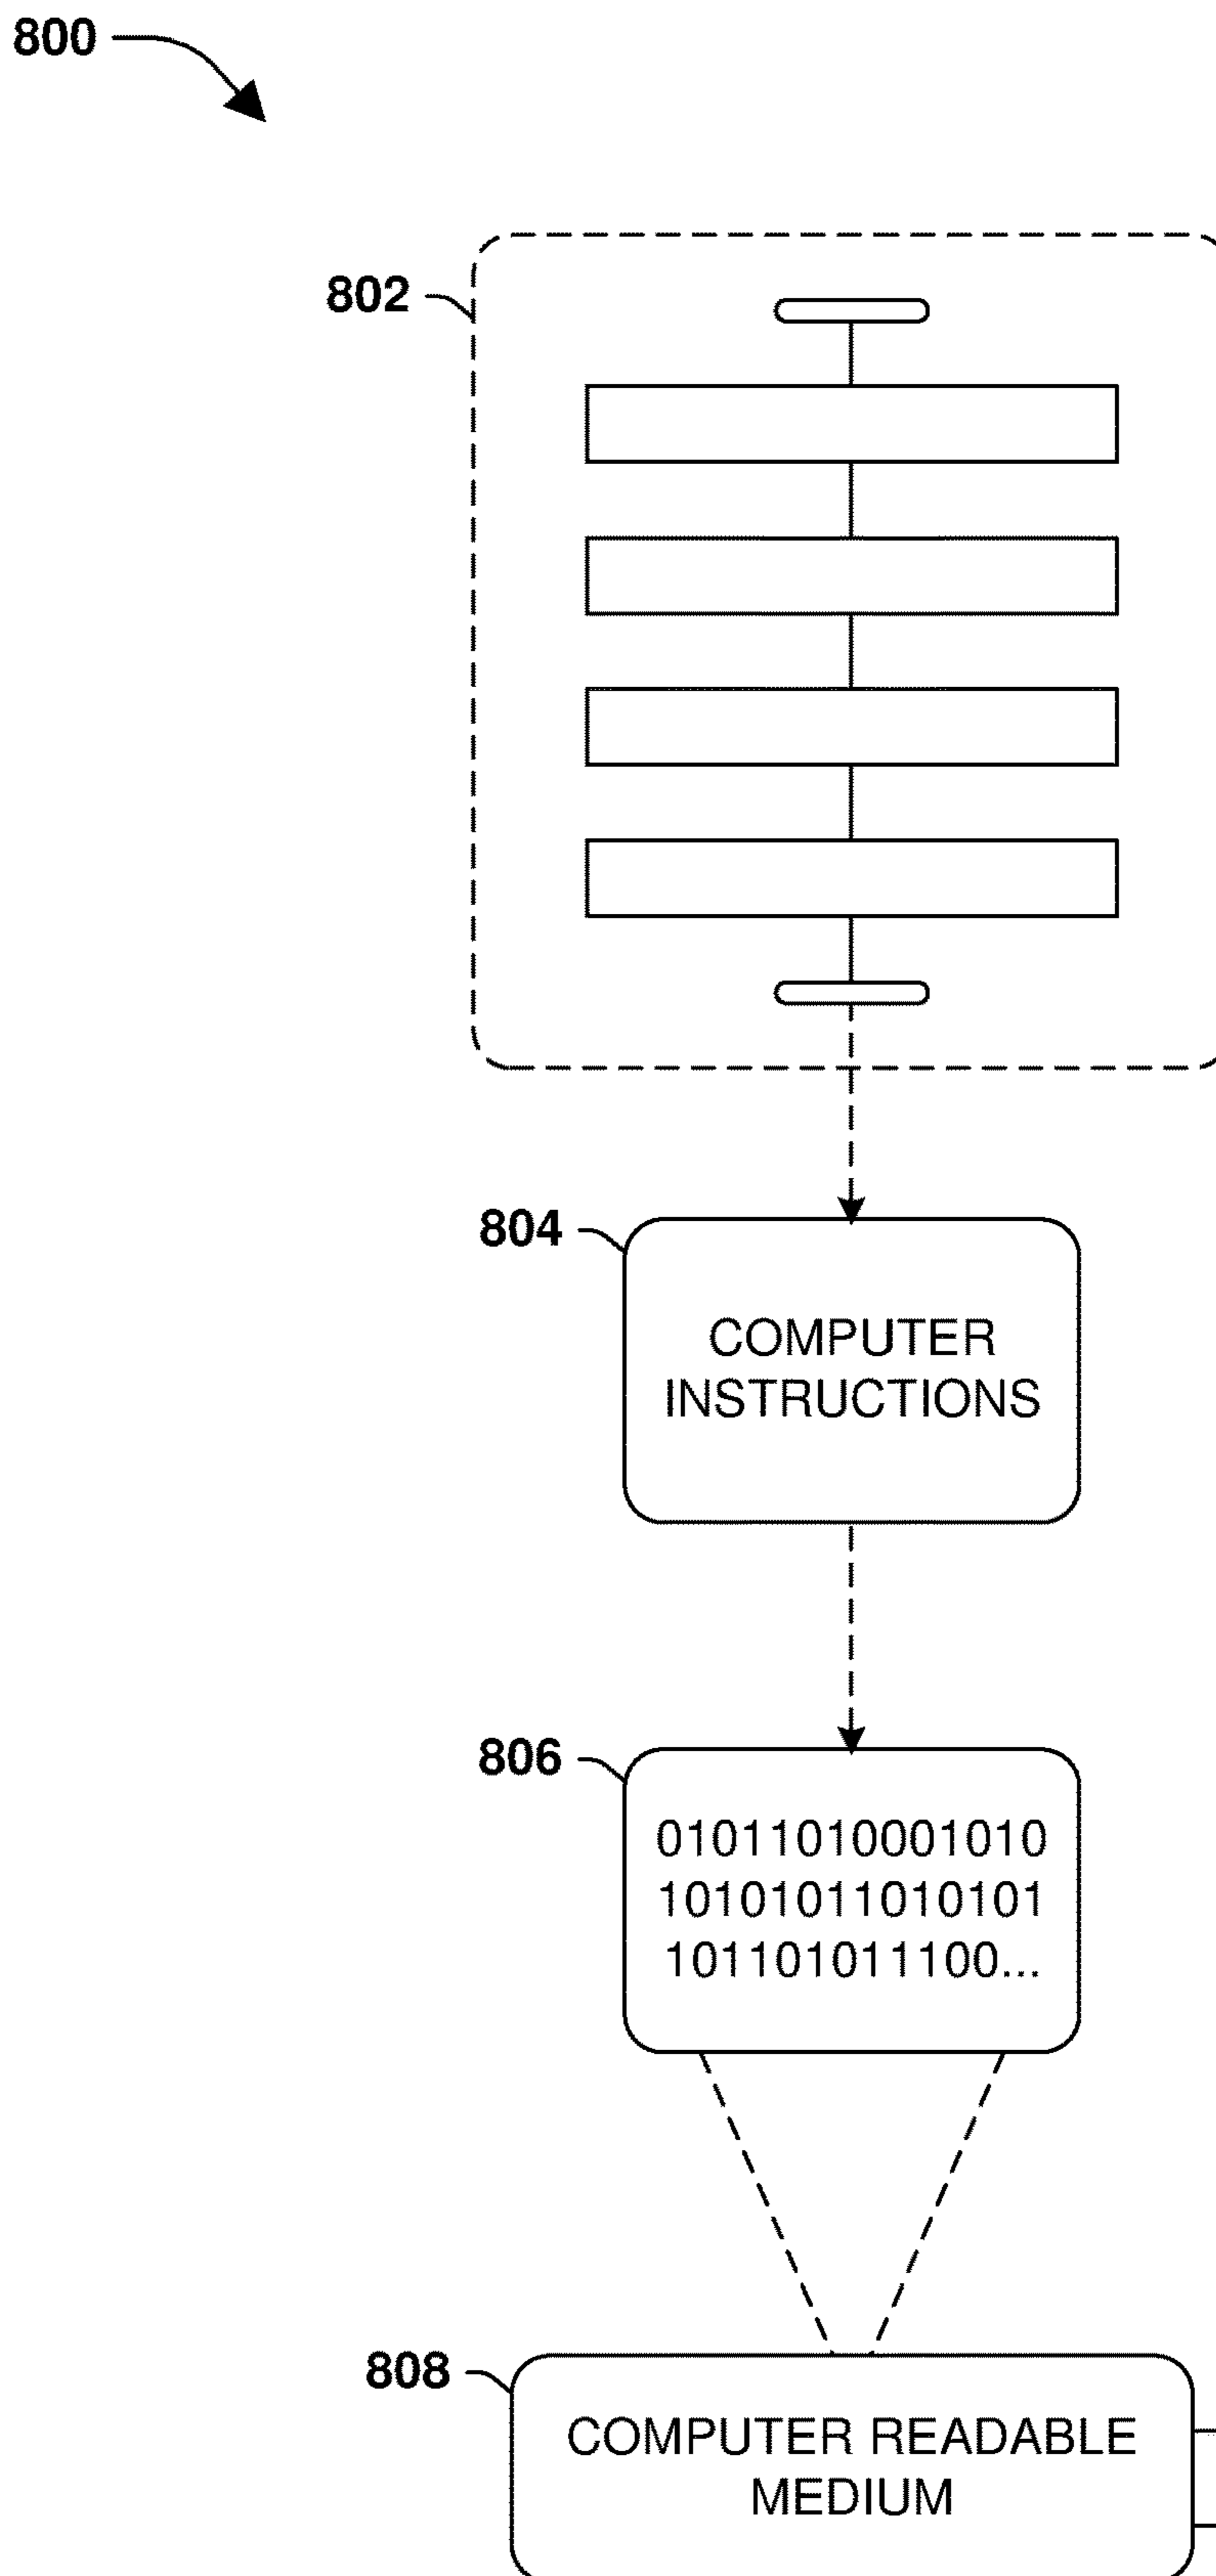 800
802
804
COMPUTER
INSTRUCTIONS
806
01011010001010
10101011010101
101101011100...
808
COMPUTER READABLE
MEDIUM